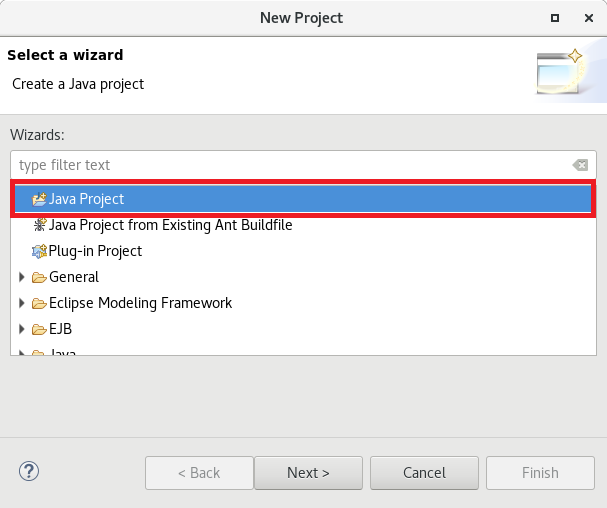 New Project
Select a wizard
Create a Java project
Wizards:
type filter text
Java Project
Java Project from Existing Ant Buildfile
Plug-in Project
General
Eclipse Modeling Framework
EJB
Java
?
< Back
Next >
Cancel
Finish